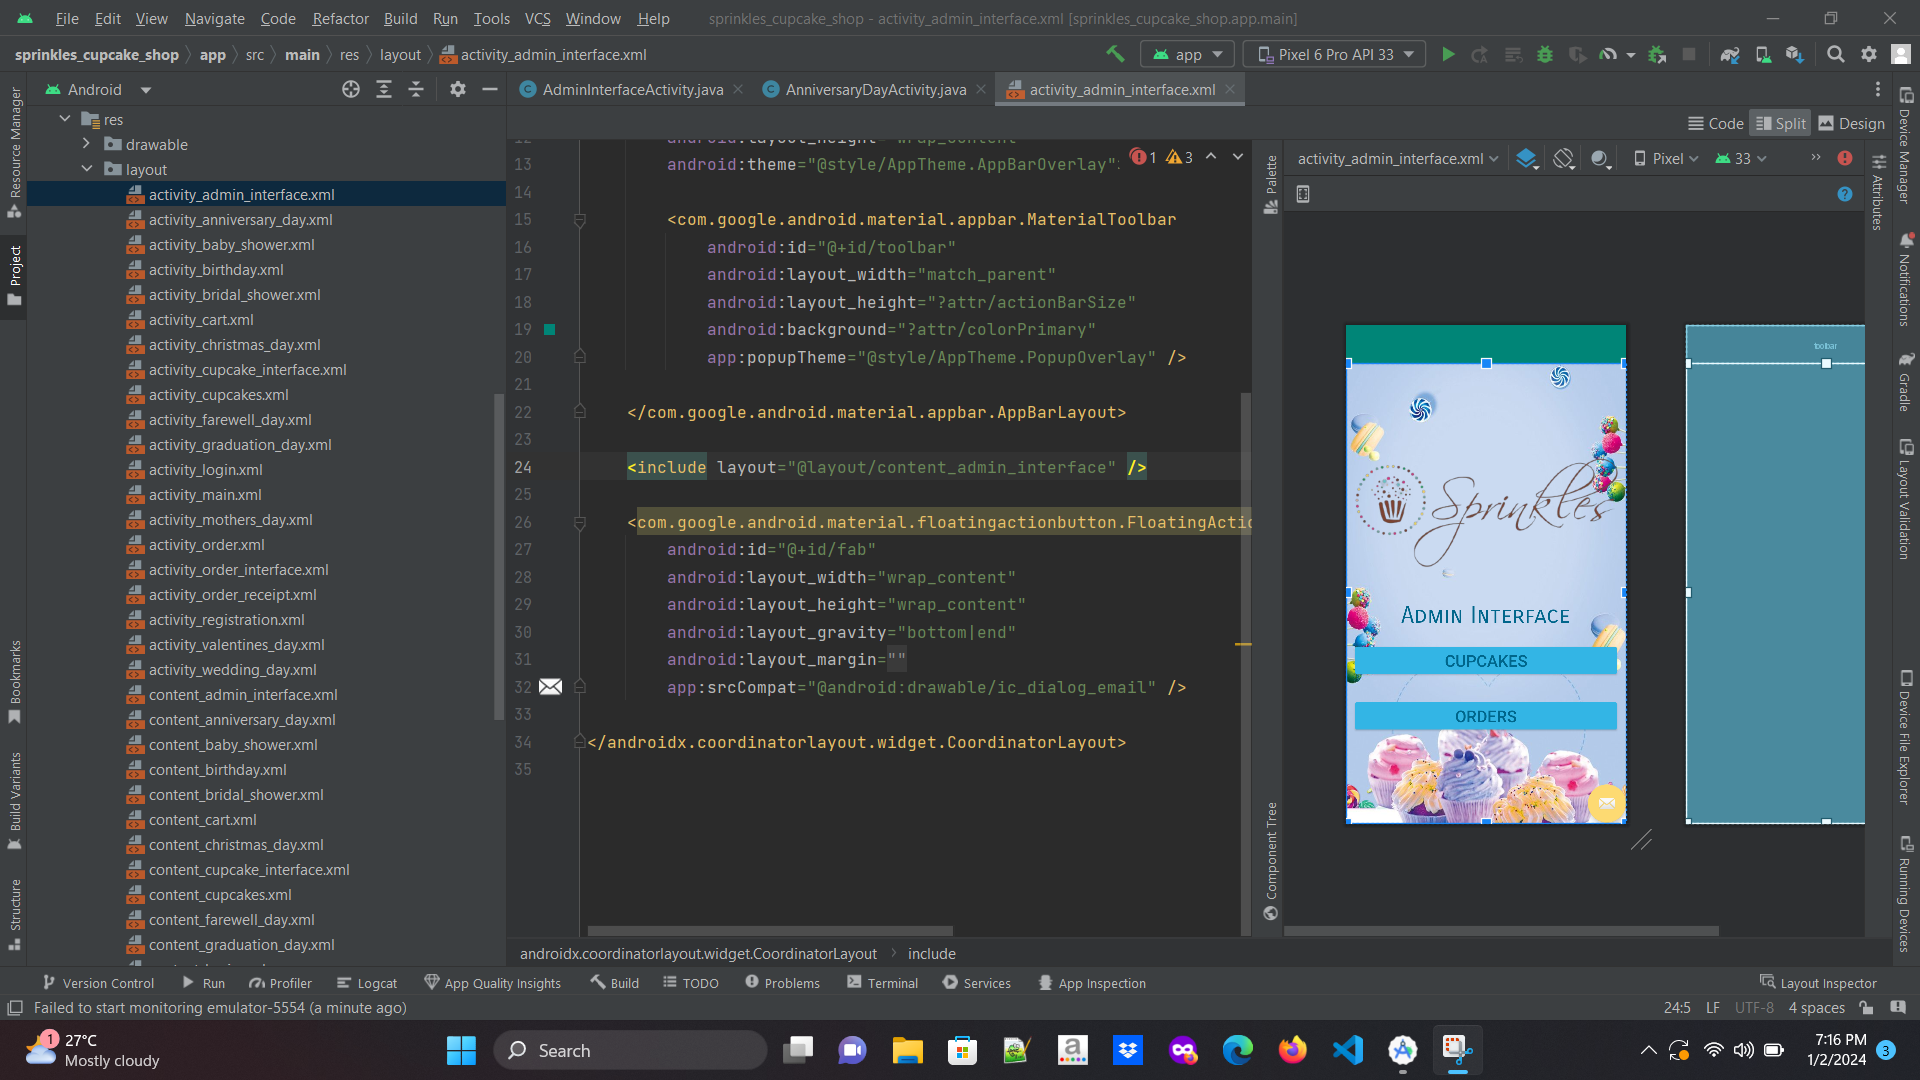 File Edit View Navigate Code Refactor Build Run Tools VCS Window Help sprinkles_cupcake_shop - activity_admin_interface.xml [sprinkles_cupcake_shop.app.main]
sprinkles_cupcake_shop app src main res layout activity_admin_interface.xml app Pixel 6 Pro API 33
Android AdminInterfaceActivity.java AnniversaryDayActivity.java activity_admin_interface.xml
Code Split Design
Resource Manager
Project
Bookmarks
Build Variants
Structure
res
drawable
layout
activity_admin_interface.xml
activity_anniversary_day.xml
activity_baby_shower.xml
activity_birthday.xml
activity_bridal_shower.xml
activity_cart.xml
activity_christmas_day.xml
activity_cupcake_interface.xml
activity_cupcakes.xml
activity_farewell_day.xml
activity_graduation_day.xml
activity_login.xml
activity_main.xml
activity_mothers_day.xml
activity_order.xml
activity_order_interface.xml
activity_order_receipt.xml
activity_registration.xml
activity_valentines_day.xml
activity_wedding_day.xml
content_admin_interface.xml
content_anniversary_day.xml
content_baby_shower.xml
content_birthday.xml
content_bridal_shower.xml
content_cart.xml
content_christmas_day.xml
content_cupcake_interface.xml
content_cupcakes.xml
content_farewell_day.xml
content_graduation_day.xml
1 3
13 android:theme="@style/AppTheme.AppBarOverlay">
14
15 <com.google.android.material.appbar.MaterialToolbar
16 android:id="@+id/toolbar"
17 android:layout_width="match_parent"
18 android:layout_height="?attr/actionBarSize"
19 android:background="?attr/colorPrimary"
20 app:popupTheme="@style/AppTheme.PopupOverlay" />
21
22 </com.google.android.material.appbar.AppBarLayout>
23
24 <include layout="@layout/content_admin_interface" />
25
26 <com.google.android.material.floatingactionbutton.FloatingActio
27 android:id="@+id/fab"
28 android:layout_width="wrap_content"
29 android:layout_height="wrap_content"
30 android:layout_gravity="bottom|end"
31 android:layout_margin=""
32 app:srcCompat="@android:drawable/ic_dialog_email" />
33
34 </androidx.coordinatorlayout.widget.CoordinatorLayout>
35
androidx.coordinatorlayout.widget.CoordinatorLayout include
Palette
Component Tree
activity_admin_interface.xml Pixel 33
toolbar
Sprinkles
Admin Interface
CUPCAKES
ORDERS
Attributes
Device Manager
Notifications
Gradle
Layout Validation
Device File Explorer
Running Devices
Version Control Run Profiler Logcat App Quality Insights Build TODO Problems Terminal Services App Inspection Layout Inspector
Failed to start monitoring emulator-5554 (a minute ago) 24:5 LF UTF-8 4 spaces
1 27°C
Mostly cloudy
Search
a
7:16 PM
1/2/2024
3